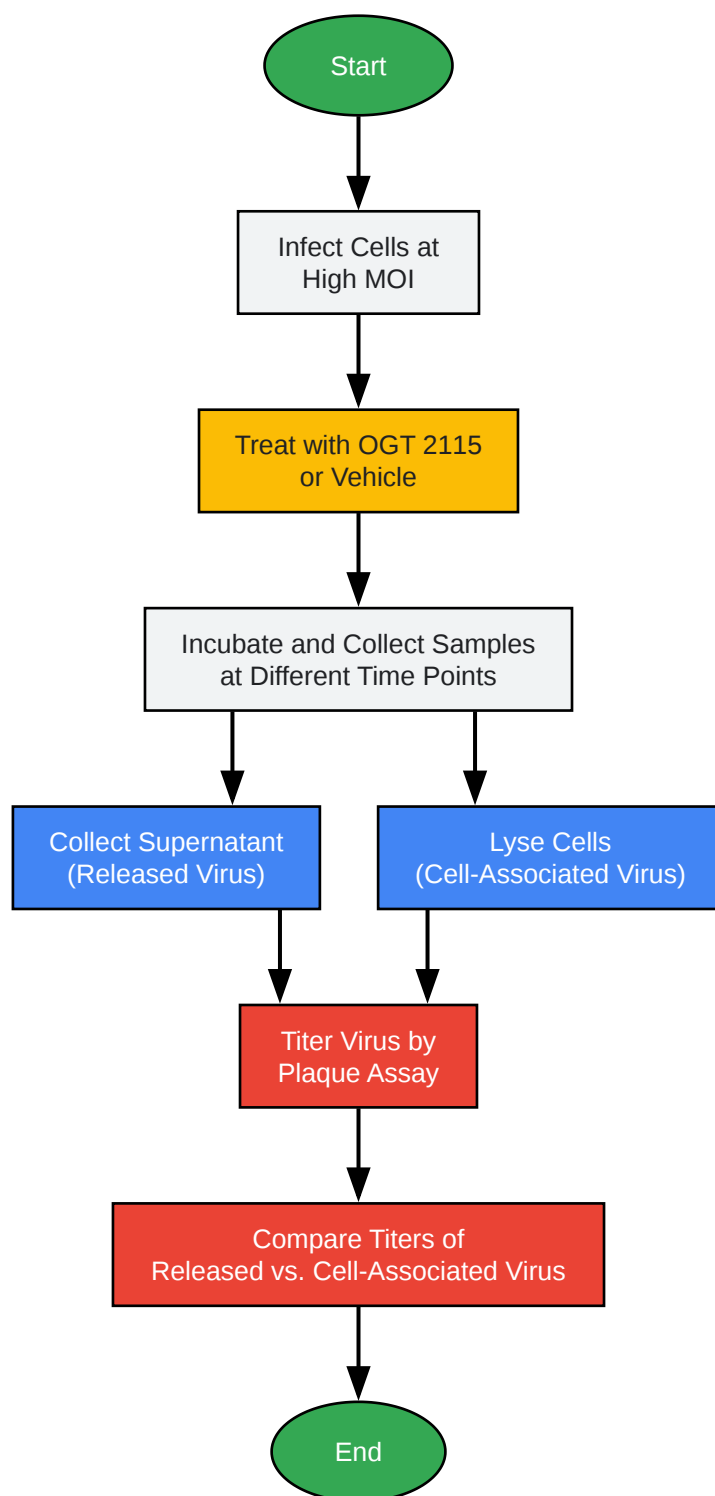 Start
Infect Cells at
High MOI
Treat with OGT 2115
or Vehicle
Incubate and Collect Samples
at Different Time Points
Collect Supernatant
(Released Virus)
Lyse Cells
(Cell-Associated Virus)
Titer Virus by
Plaque Assay
Compare Titers of
Released vs. Cell-Associated Virus
End